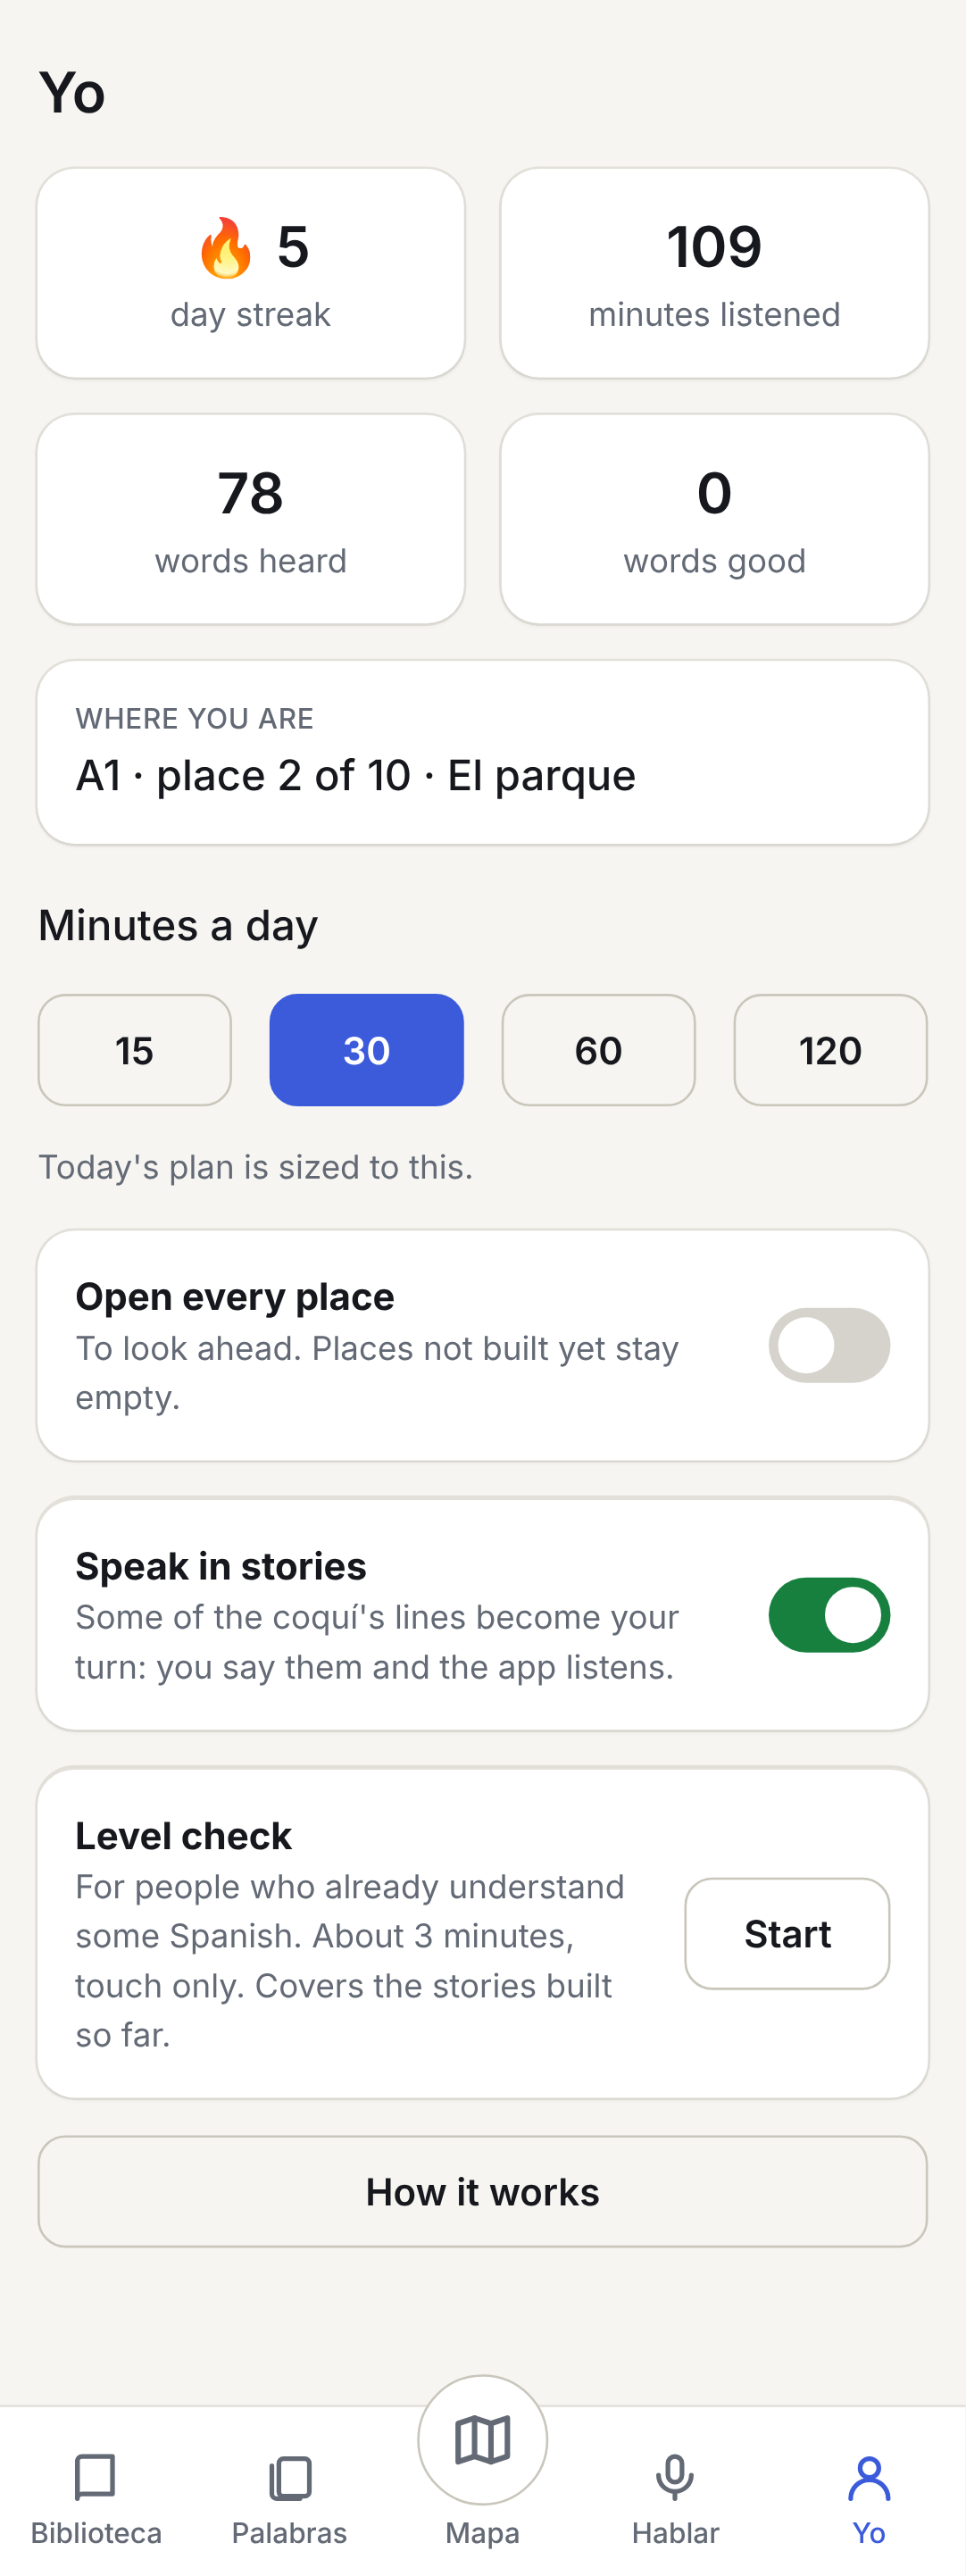 Yo
🔥 5
day streak
109
minutes listened
78
words heard
0
words good
WHERE YOU ARE
A1 · place 2 of 10 · El parque
Minutes a day
15
30
60
120
Today's plan is sized to this.
Open every place
To look ahead. Places not built yet stay
empty.
Speak in stories
Some of the coquí's lines become your
turn: you say them and the app listens.
Level check
For people who already understand
some Spanish. About 3 minutes,
touch only. Covers the stories built
so far.
Start
How it works
Biblioteca
Palabras
Mapa
Hablar
Yo